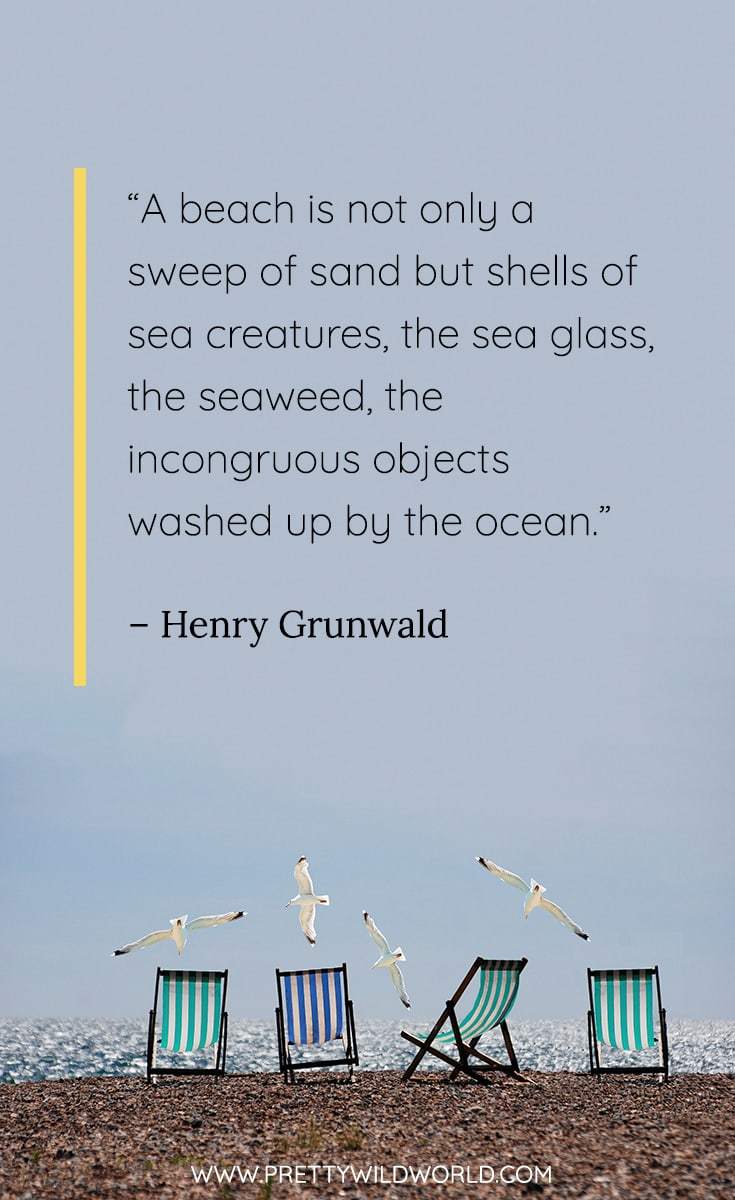 “A beach is not only a
sweep of sand but shells of
sea creatures, the sea glass,
the seaweed, the
incongruous objects
washed up by the ocean.”
– Henry Grunwald
WWW.PRETTYWILDWORLD.COM